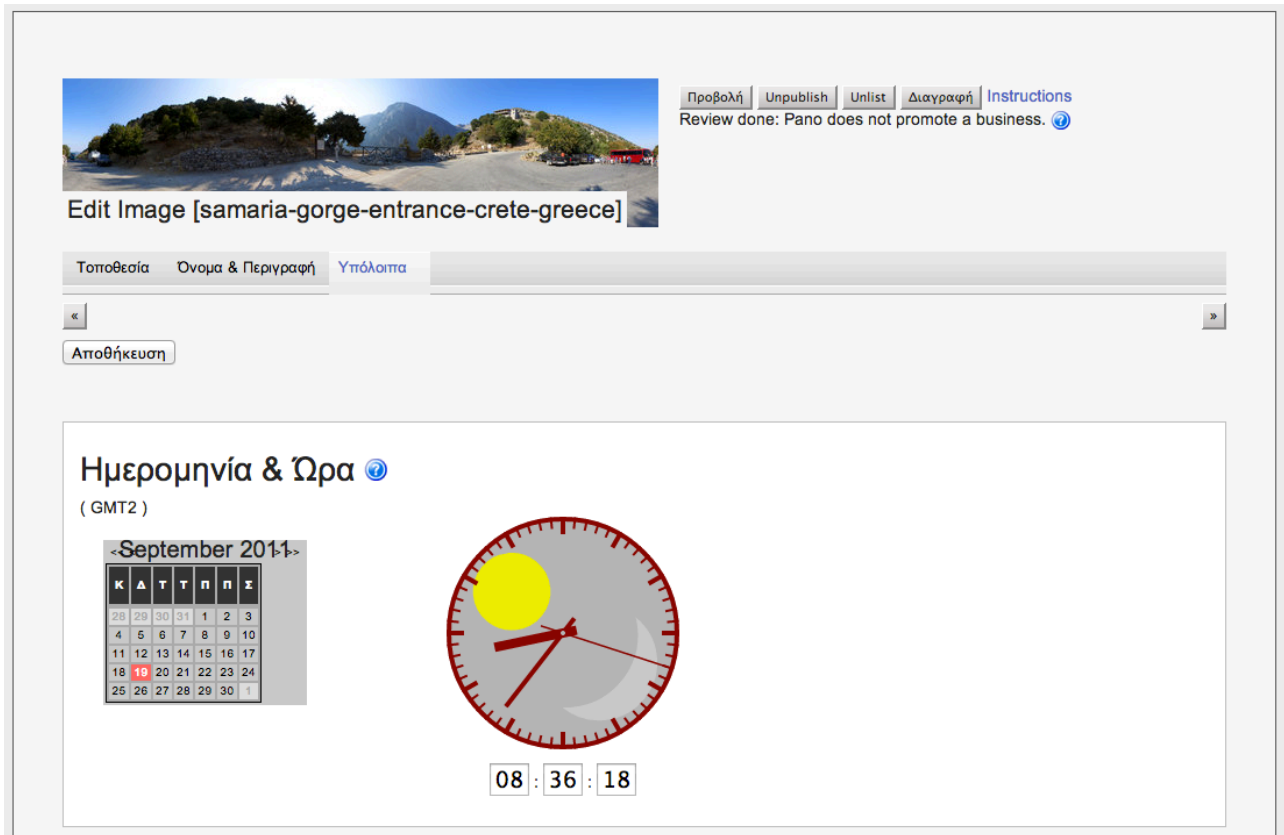 Προβολή Unpublish Unlist Διαγραφή Instructions
Review done: Pano does not promote a business.
Edit Image [samaria-gorge-entrance-crete-greece]
Τοποθεσία Όνομα & Περιγραφή Υπόλοιπα
« »
Αποθήκευση
Ημερομηνία & Ώρα
( GMT2 )
September 2011
Κ Δ Τ Τ Π Π Σ
28 29 30 31 1 2 3
4 5 6 7 8 9 10
11 12 13 14 15 16 17
18 19 20 21 22 23 24
25 26 27 28 29 30 1
08 : 36 : 18